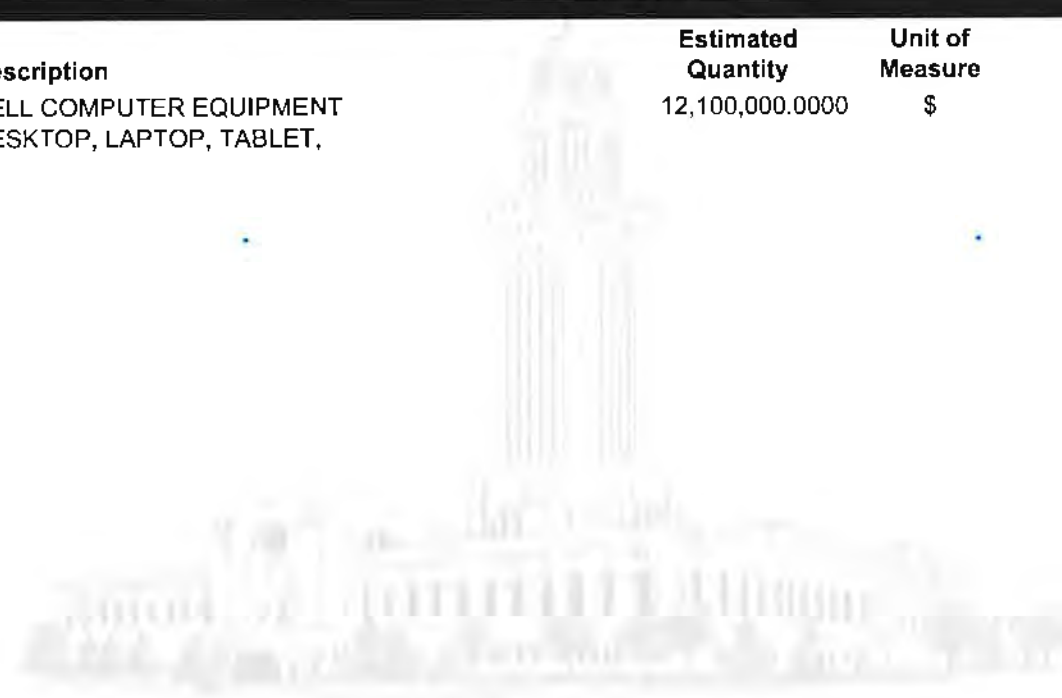 Estimated Unit of
escription Quantity Measure
ELL COMPUTER EQUIPMENT 12,100,000.0000 $
ESKTOP, LAPTOP, TABLET,